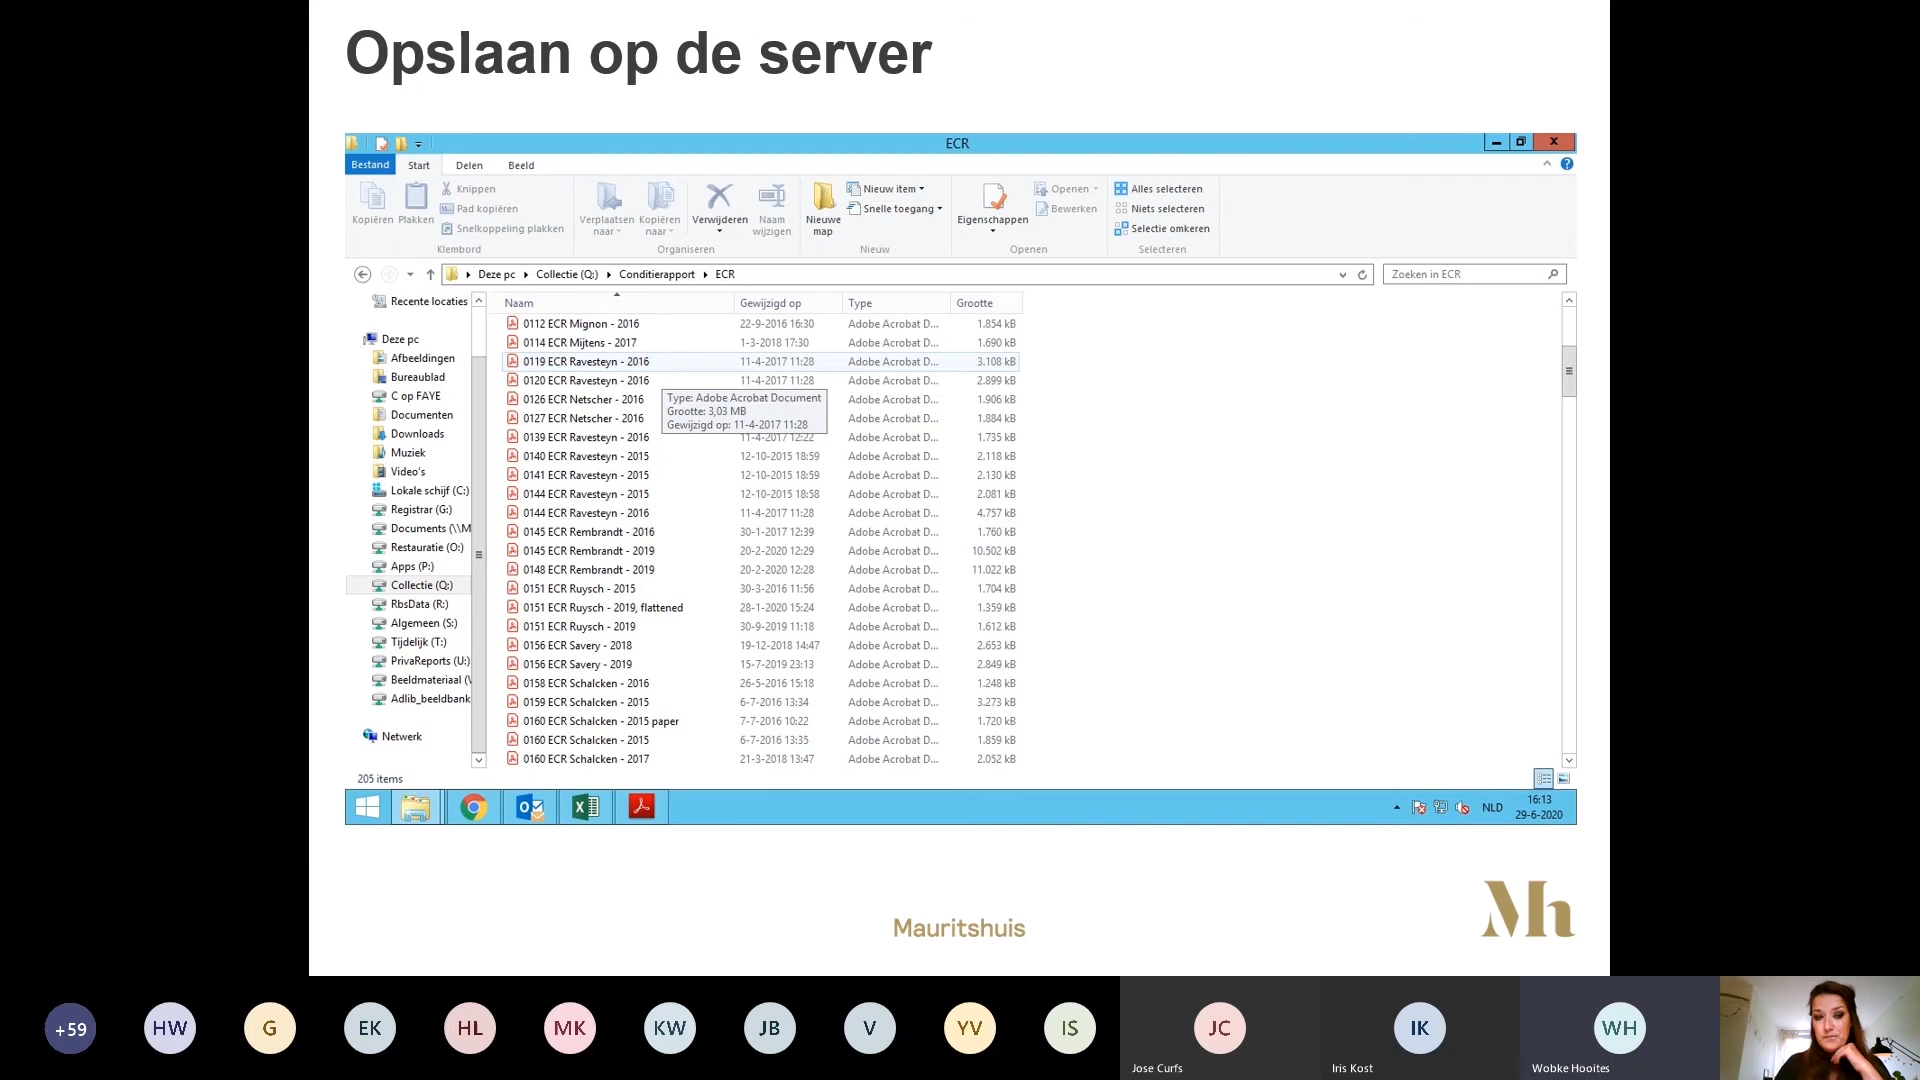 Opslaan op de server
ECR
Bestand Start Delen Beeld
Kopiëren Plakken Knippen Pad kopiëren Snelkoppeling plakken
Verplaatsen naar Kopiëren naar Verwijderen Naam wijzigen
Nieuwe map Nieuw item Snelle toegang
Eigenschappen Openen Bewerken
Alles selecteren Niets selecteren Selectie omkeren
Klembord Organiseren Nieuw Openen Selecteren
Deze pc Collectie (Q:) Conditierapport ECR Zoeken in ECR
Recente locaties
Deze pc
Afbeeldingen
Bureaublad
C op FAYE
Documenten
Downloads
Muziek
Video's
Lokale schijf (C:)
Registrar (G:)
Documents (\\M
Restauratie (O:)
Apps (P:)
Collectie (Q:)
RbsData (R:)
Algemeen (S:)
Tijdelijk (T:)
PrivaReports (U:)
Beeldmateriaal (V
Adlib_beeldbank
Netwerk
Naam Gewijzigd op Type Grootte
0112 ECR Mignon - 2016 22-9-2016 16:30 Adobe Acrobat D... 1.854 kB
0114 ECR Mijtens - 2017 1-3-2018 17:30 Adobe Acrobat D... 1.690 kB
0119 ECR Ravesteyn - 2016 11-4-2017 11:28 Adobe Acrobat D... 3.108 kB
0120 ECR Ravesteyn - 2016 11-4-2017 11:28 Adobe Acrobat D... 2.899 kB
0126 ECR Netscher - 2016 Adobe Acrobat D... 1.906 kB
0127 ECR Netscher - 2016 Adobe Acrobat D... 1.884 kB
Type: Adobe Acrobat Document
Grootte: 3,03 MB
Gewijzigd op: 11-4-2017 11:28
0139 ECR Ravesteyn - 2016 11-4-2017 12:22 Adobe Acrobat D... 1.735 kB
0140 ECR Ravesteyn - 2015 12-10-2015 18:59 Adobe Acrobat D... 2.118 kB
0141 ECR Ravesteyn - 2015 12-10-2015 18:59 Adobe Acrobat D... 2.130 kB
0144 ECR Ravesteyn - 2015 12-10-2015 18:58 Adobe Acrobat D... 2.081 kB
0144 ECR Ravesteyn - 2016 11-4-2017 11:28 Adobe Acrobat D... 4.757 kB
0145 ECR Rembrandt - 2016 30-1-2017 12:39 Adobe Acrobat D... 1.760 kB
0145 ECR Rembrandt - 2019 20-2-2020 12:29 Adobe Acrobat D... 10.502 kB
0148 ECR Rembrandt - 2019 20-2-2020 12:28 Adobe Acrobat D... 11.022 kB
0151 ECR Ruysch - 2015 30-3-2016 11:56 Adobe Acrobat D... 1.704 kB
0151 ECR Ruysch - 2019, flattened 28-1-2020 15:24 Adobe Acrobat D... 1.359 kB
0151 ECR Ruysch - 2019 30-9-2019 11:18 Adobe Acrobat D... 1.612 kB
0156 ECR Savery - 2018 19-12-2018 14:47 Adobe Acrobat D... 2.653 kB
0156 ECR Savery - 2019 15-7-2019 23:13 Adobe Acrobat D... 2.849 kB
0158 ECR Schalcken - 2016 26-5-2016 15:18 Adobe Acrobat D... 1.248 kB
0159 ECR Schalcken - 2015 6-7-2016 13:34 Adobe Acrobat D... 3.273 kB
0160 ECR Schalcken - 2015 paper 7-7-2016 10:22 Adobe Acrobat D... 1.720 kB
0160 ECR Schalcken - 2015 6-7-2016 13:35 Adobe Acrobat D... 1.859 kB
0160 ECR Schalcken - 2017 21-3-2018 13:47 Adobe Acrobat D... 2.052 kB
205 items
NLD 16:13
29-6-2020
Mauritshuis
Mh
+59 HW G EK HL MK KW JB V YV IS JC IK WH
Jose Curfs Iris Kost Wobke Hooites